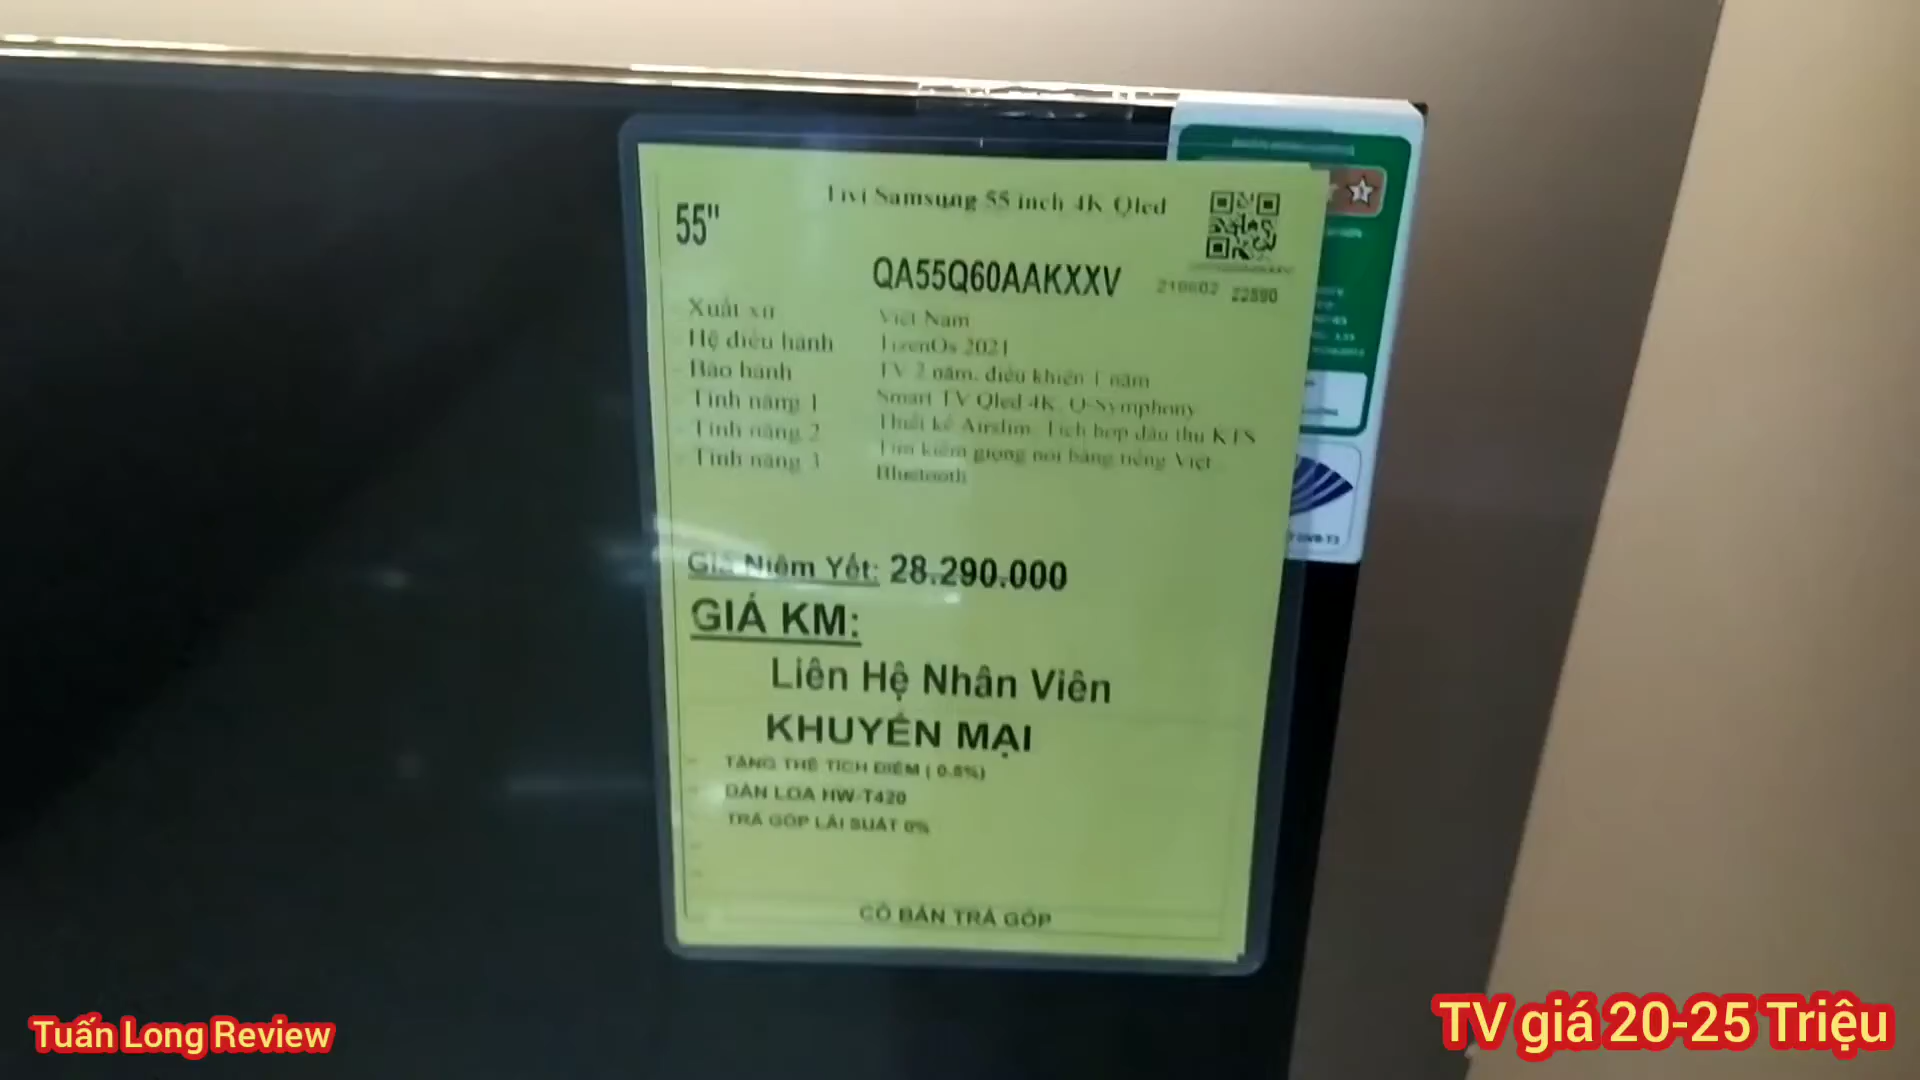 Tivi Samsung 55 inch 4K Qled
55"
QA55Q60AAKXXV
210602 22590
- Xuất xứ Việt Nam
- Hệ điều hành TizenOs 2021
- Bảo hành TV 2 năm, điều khiển 1 năm
- Tính năng 1 Smart TV Qled 4K, Q-Symphony
- Tính năng 2 Thiết kế Airslim, Tích hợp đầu thu KTS
- Tính năng 3 Tìm kiếm giọng nói bằng tiếng Việt
Bluetooth
Giá Niêm Yết: 28.290.000
GIÁ KM:
Liên Hệ Nhân Viên
KHUYẾN MẠI
- TẶNG THẺ TÍCH ĐIỂM ( 0.5%)
- DÀN LOA HW-T420
- TRẢ GÓP LÃI SUẤT 0%
-
-
CÓ BÁN TRẢ GÓP
Tuấn Long Review
TV giá 20-25 Triệu